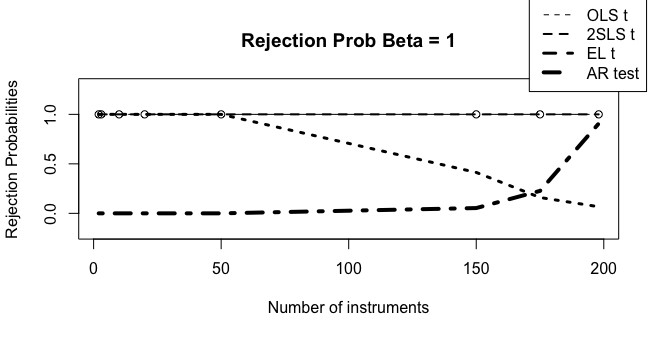 OLS t
2SLS t
EL t
AR test
Rejection Prob Beta = 1
Rejection Probabilities
1.0
0.5
0.0
0 50 100 150 200
Number of instruments